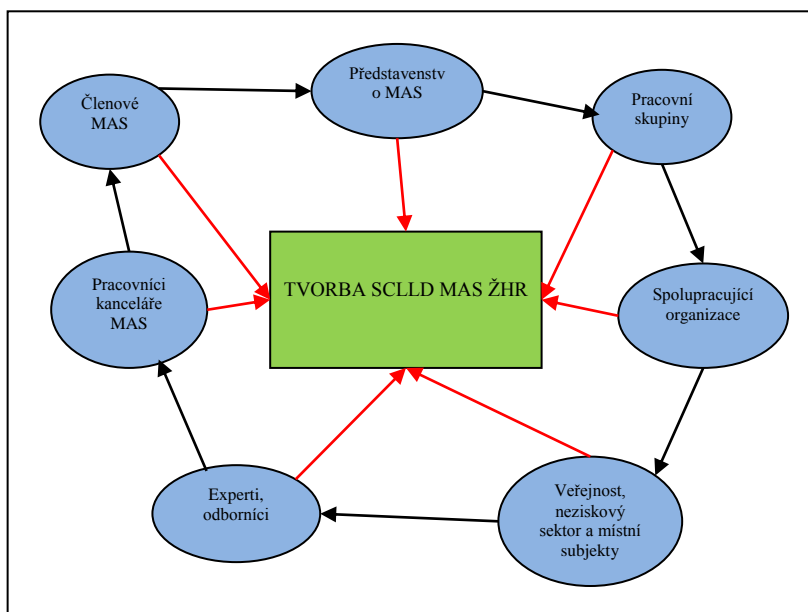 Členové
MAS
Představenstv
o MAS
Pracovní
skupiny
Pracovníci
kanceláře
MAS
TVORBA SCLLD MAS ŽHR
Spolupracující
organizace
Experti,
odborníci
Veřejnost,
neziskový
sektor a místní
subjekty